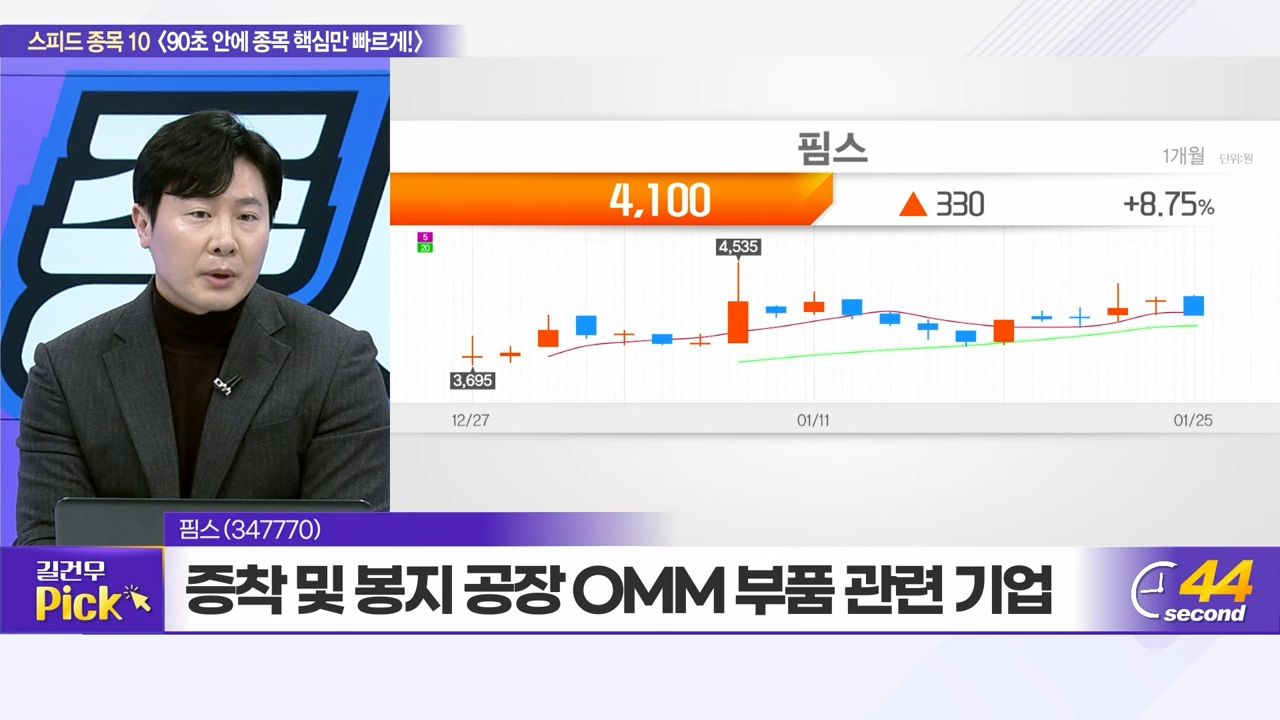 스피드 종목 10 〈90초 안에 종목 핵심만 빠르게!〉
핌스
1개월 단위:원
4,100 ▲ 330 +8.75%
5
20
4,535
3,695
12/27 01/11 01/25
핌스 (347770)
길건무
Pick
증착 및 봉지 공장 OMM 부품 관련 기업
44
second